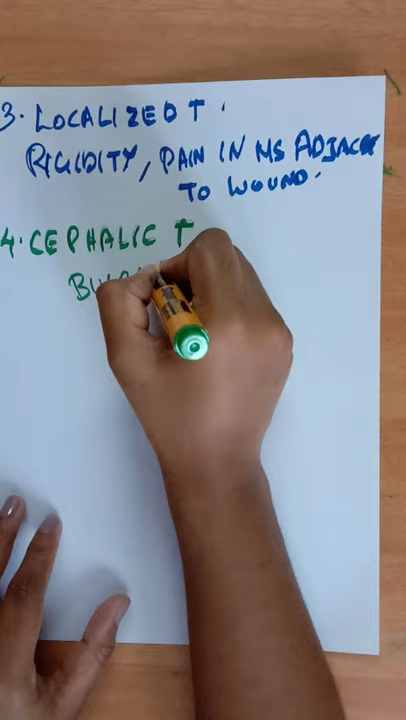 3. LOCALIZED T.
RIGIDITY, PAIN IN MS ADJACENT
TO WOUND.
4. CEPHALIC T